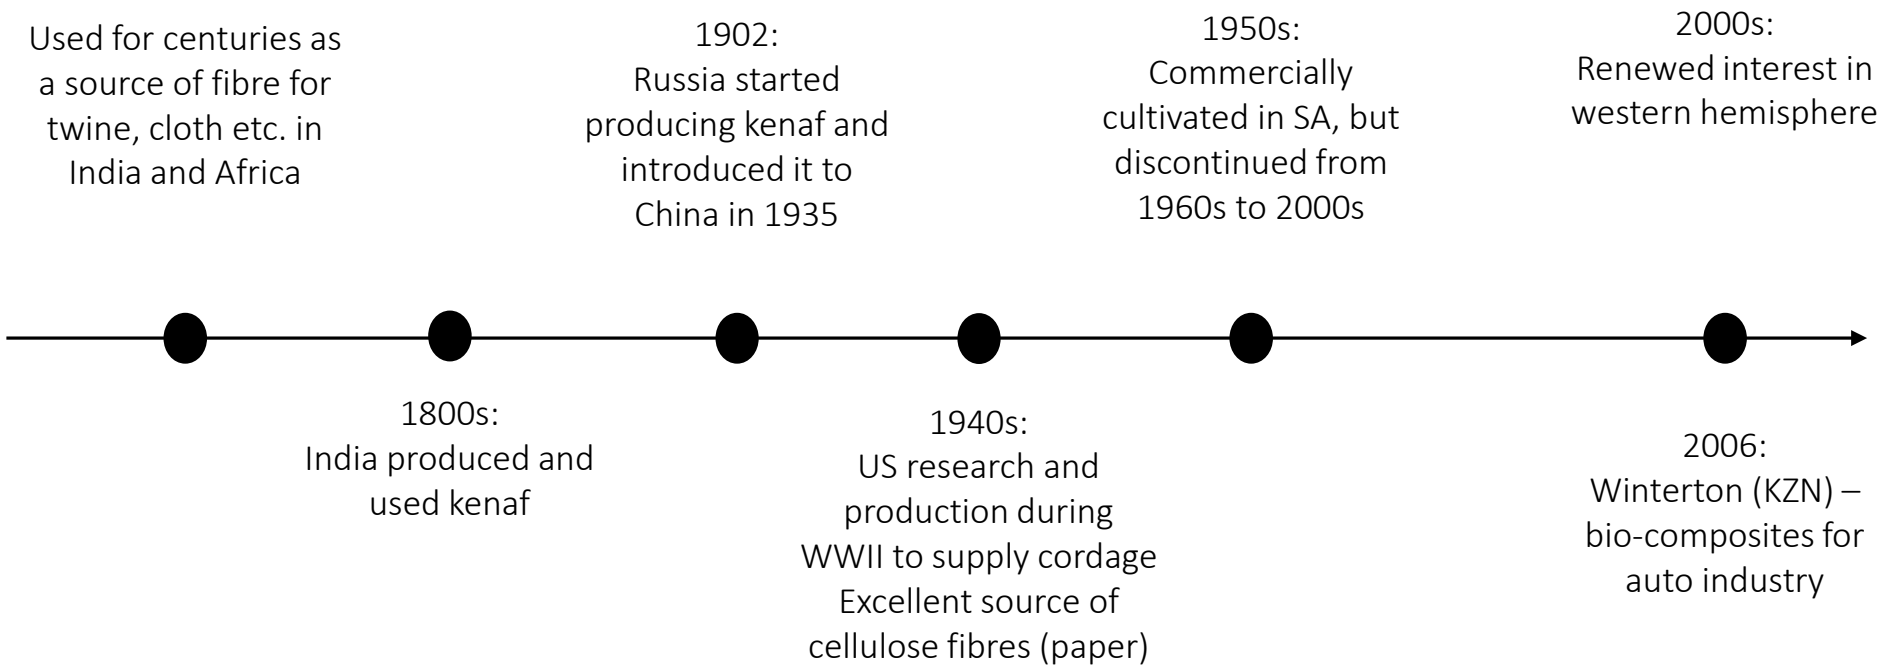 Used for centuries as
a source of fibre for
twine, cloth etc. in
India and Africa
1800s:
India produced and
used kenaf
1902:
Russia started
producing kenaf and
introduced it to
China in 1935
1940s:
US research and
production during
WWII to supply cordage
Excellent source of
cellulose fibres (paper)
1950s:
Commercially
cultivated in SA, but
discontinued from
1960s to 2000s
2000s:
Renewed interest in
western hemisphere
2006:
Winterton (KZN) –
bio-composites for
auto industry